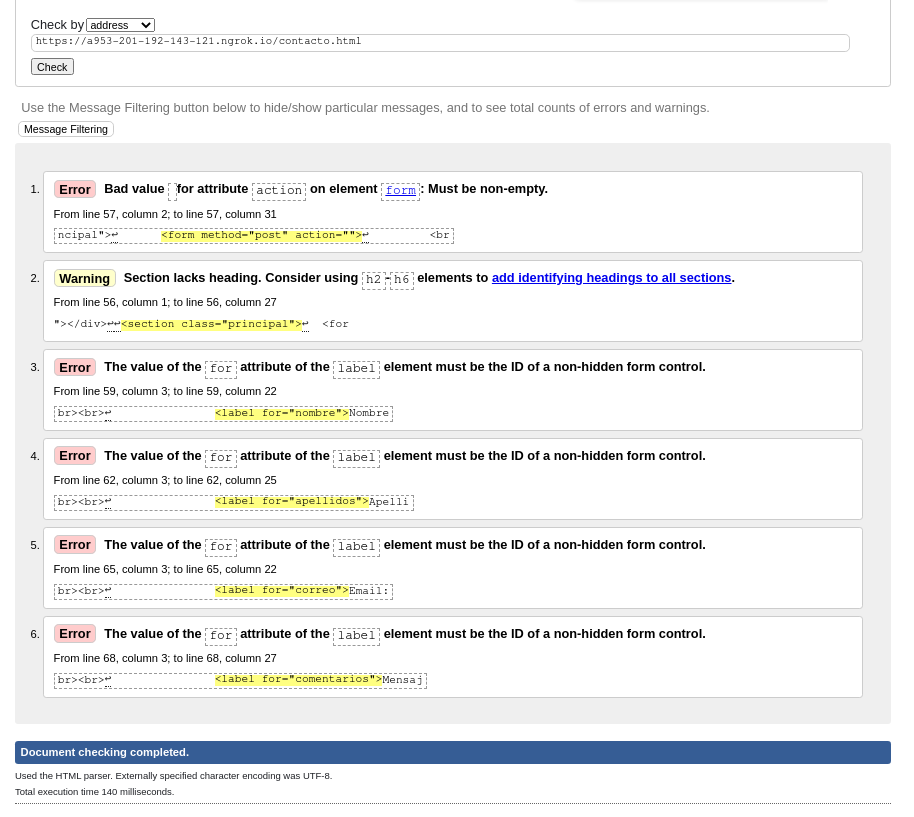 Check by address
https://a953-201-192-143-121.ngrok.io/contacto.html
Check
Use the Message Filtering button below to hide/show particular messages, and to see total counts of errors and warnings.
Message Filtering
1. Error Bad value for attribute action on element form: Must be non-empty.
From line 57, column 2; to line 57, column 31
ncipal">↩ <form method="post" action="">↩ <br
2. Warning Section lacks heading. Consider using h2-h6 elements to add identifying headings to all sections.
From line 56, column 1; to line 56, column 27
"></div>↩↩<section class="principal">↩ <for
3. Error The value of the for attribute of the label element must be the ID of a non-hidden form control.
From line 59, column 3; to line 59, column 22
br><br>↩ <label for="nombre">Nombre
4. Error The value of the for attribute of the label element must be the ID of a non-hidden form control.
From line 62, column 3; to line 62, column 25
br><br>↩ <label for="apellidos">Apelli
5. Error The value of the for attribute of the label element must be the ID of a non-hidden form control.
From line 65, column 3; to line 65, column 22
br><br>↩ <label for="correo">Email:
6. Error The value of the for attribute of the label element must be the ID of a non-hidden form control.
From line 68, column 3; to line 68, column 27
br><br>↩ <label for="comentarios">Mensaj
Document checking completed.
Used the HTML parser. Externally specified character encoding was UTF-8.
Total execution time 140 milliseconds.